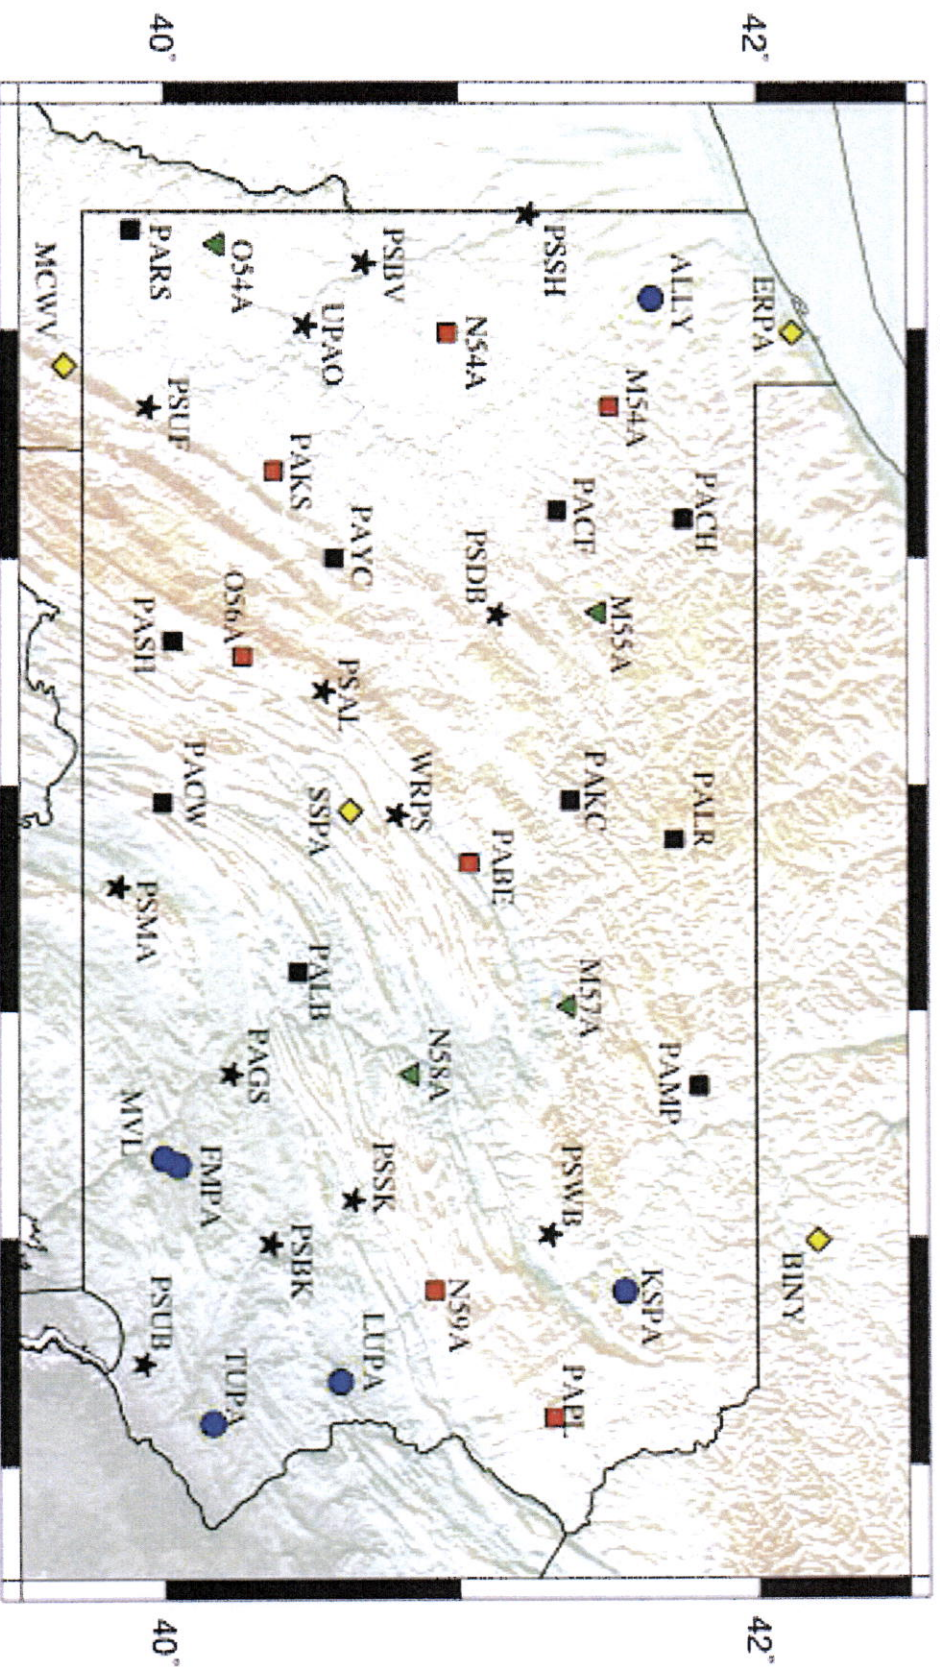 42°
42°
BINY
ERPA
PALR
PACH
ALLY
PAMP
KSPA
M54A
M55A
PAKC
M57A
PACF
PSWB
PAPL
PSSH
PABE
PSDB
N54A
N59A
N58A
WRPS
PSBV
PSSK
LUPA
PAYC
PSAL
UPAO
SSPA
PALB
PAKS
PSBK
PAGS
O54A
O56A
TUPA
FMPA
PACW
PSUF
40°
40°
PARS
PSUB
PSMA
PASH
MVL
MCWV